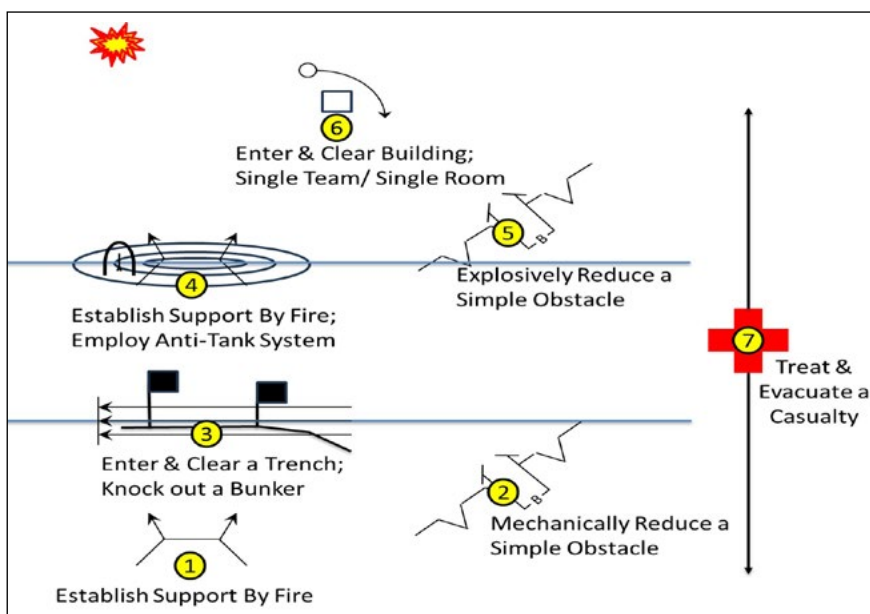 6
Enter & Clear Building;
Single Team/ Single Room
5
Explosively Reduce a
Simple Obstacle
B
4
Establish Support By Fire;
Employ Anti-Tank System
7
Treat &
Evacuate a
Casualty
3
Enter & Clear a Trench;
Knock out a Bunker
2
B
Mechanically Reduce a
Simple Obstacle
1
Establish Support By Fire